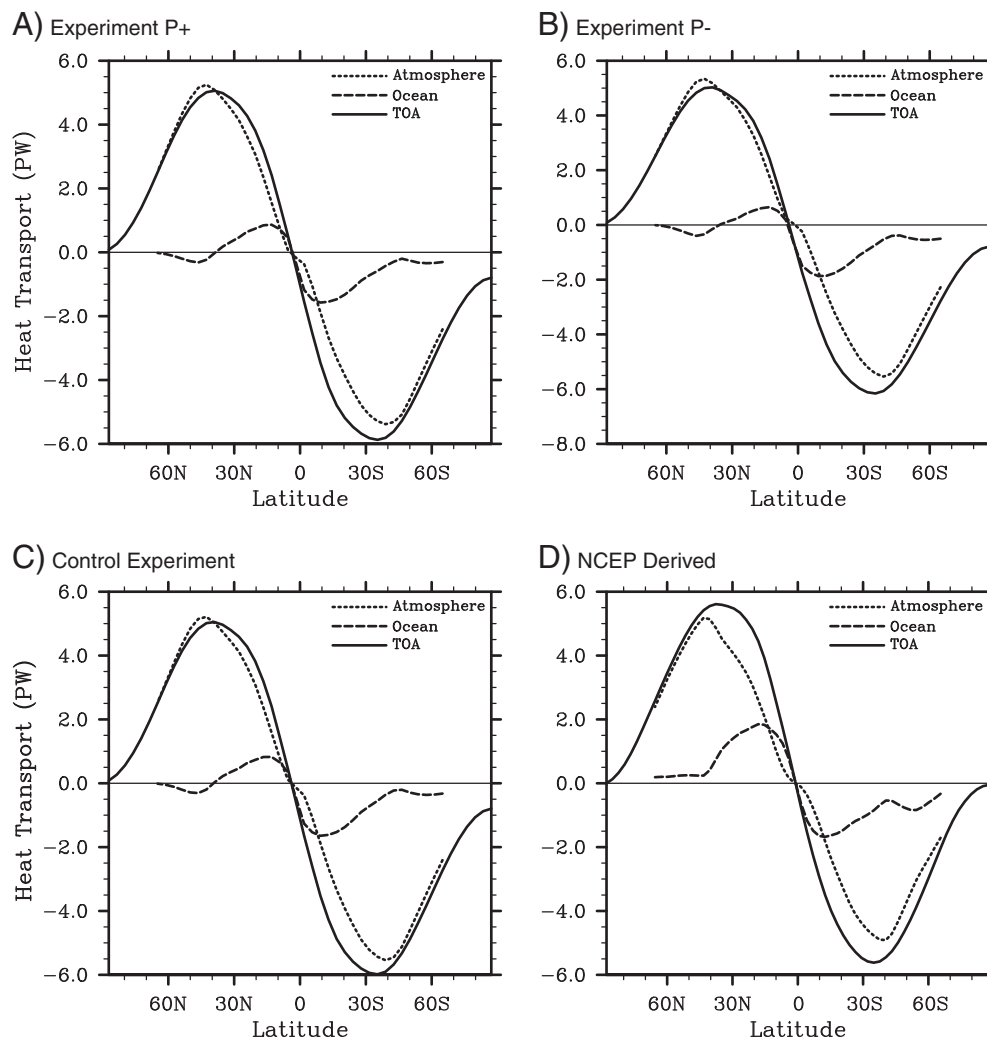 A) Experiment P+
6.0
4.0
2.0
0.0
−2.0
−4.0
−6.0
Heat Transport (PW)
Atmosphere
Ocean
TOA
60N 30N 0 30S 60S
Latitude
B) Experiment P-
8.0
6.0
4.0
2.0
0.0
−2.0
−4.0
−6.0
−8.0
Atmosphere
Ocean
TOA
60N 30N 0 30S 60S
Latitude
C) Control Experiment
6.0
4.0
2.0
0.0
−2.0
−4.0
−6.0
Heat Transport (PW)
Atmosphere
Ocean
TOA
60N 30N 0 30S 60S
Latitude
D) NCEP Derived
6.0
4.0
2.0
0.0
−2.0
−4.0
−6.0
Atmosphere
Ocean
TOA
60N 30N 0 30S 60S
Latitude